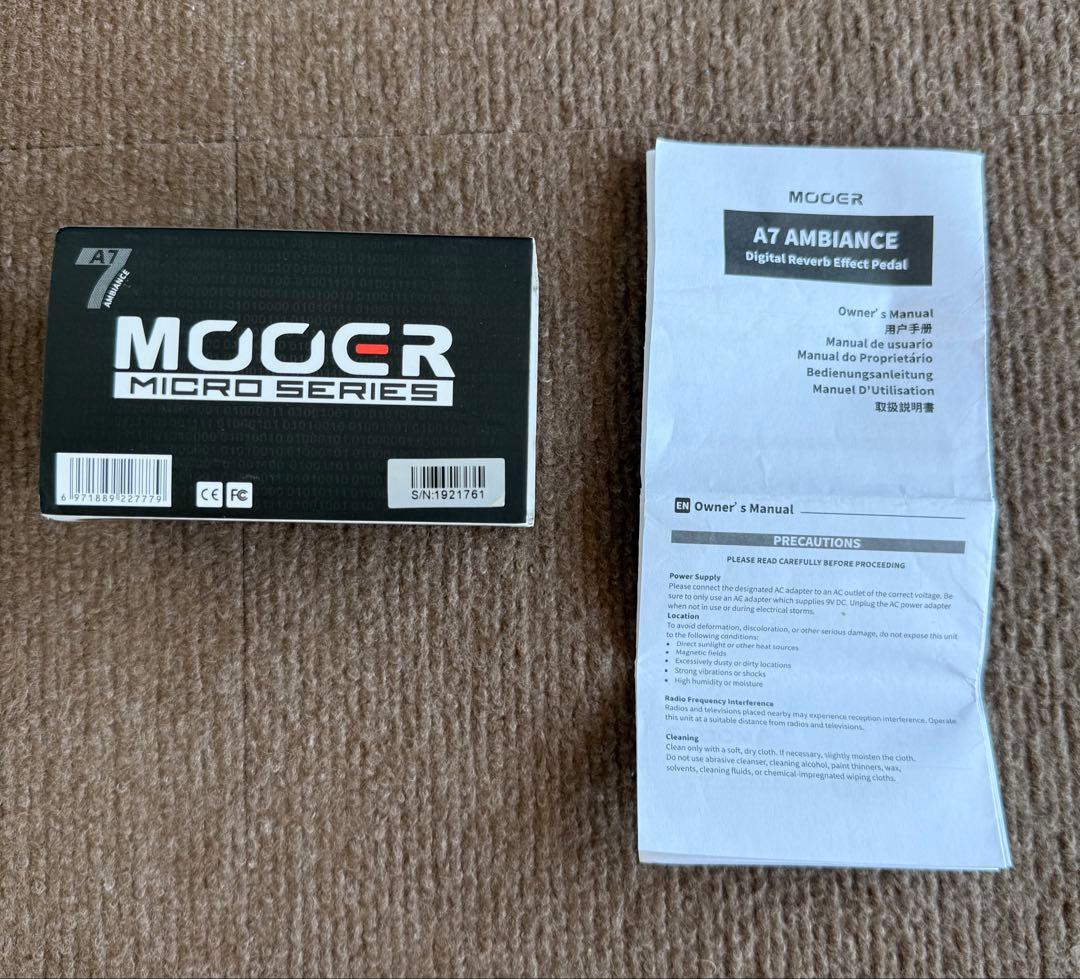 A7
7
AMBIANCE
MOOER
MICRO SERIES
6 971889 227779
CE FC
S/N:1921761
MOOER
A7 AMBIANCE
Digital Reverb Effect Pedal
Owner's Manual
用户手册
Manual de usuario
Manual do Proprietário
Bedienungsanleitung
Manuel D'Utilisation
取扱説明書
EN Owner's Manual
PRECAUTIONS
PLEASE READ CAREFULLY BEFORE PROCEEDING
Power Supply
Please connect the designated AC adapter to an AC outlet of the correct voltage. Be
sure to only use an AC adapter which supplies 9V DC. Unplug the AC power adapter
when not in use or during electrical storms.
Location
To avoid deformation, discoloration, or other serious damage, do not expose this unit
to the following conditions:
• Direct sunlight or other heat sources
• Magnetic fields
• Excessively dusty or dirty locations
• Strong vibrations or shocks
• High humidity or moisture
Radio Frequency Interference
Radios and televisions placed nearby may experience reception interference. Operate
this unit at a suitable distance from radios and televisions.
Cleaning
Clean only with a soft, dry cloth. If necessary, slightly moisten the cloth.
Do not use abrasive cleanser, cleaning alcohol, paint thinners, wax,
solvents, cleaning fluids, or chemical-impregnated wiping cloths.